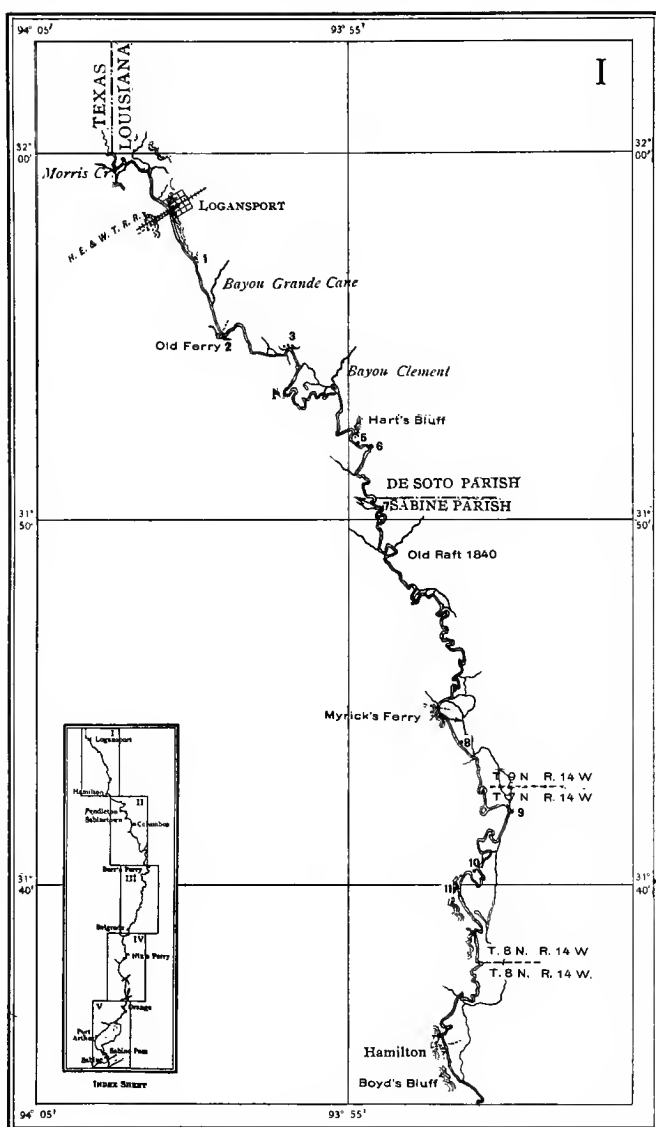 94° 05'
93° 55'
I
TEXAS
LOUISIANA
32°
00'
32°
00'
Morris Cr.
LOGANSPORT
H. E. & W. T. R. R.
1
Bayou Grande Cane
Old Ferry 2
3
Bayou Clement
Hart's Bluff
5
6
DE SOTO PARISH
SABINE PARISH
7
31°
50'
31°
50'
Old Raft 1840
Myrick's Ferry
8
T. 9 N R. 14 W
T. 7 N R. 14 W
9
10
11
31°
40'
31°
40'
T. 8 N. R. 14 W
T. 8 N. R. 14 W.
Hamilton
Boyd's Bluff
I
Logansport
Hamilton
II
Pendleton
Sabinetown
Columbus
Burr's Ferry
III
Belgrade
IV
Nix's Ferry
V
Orange
Port
Arthur
Sabine Pass
Sabine
INDEX SHEET
94° 05'
93° 55'